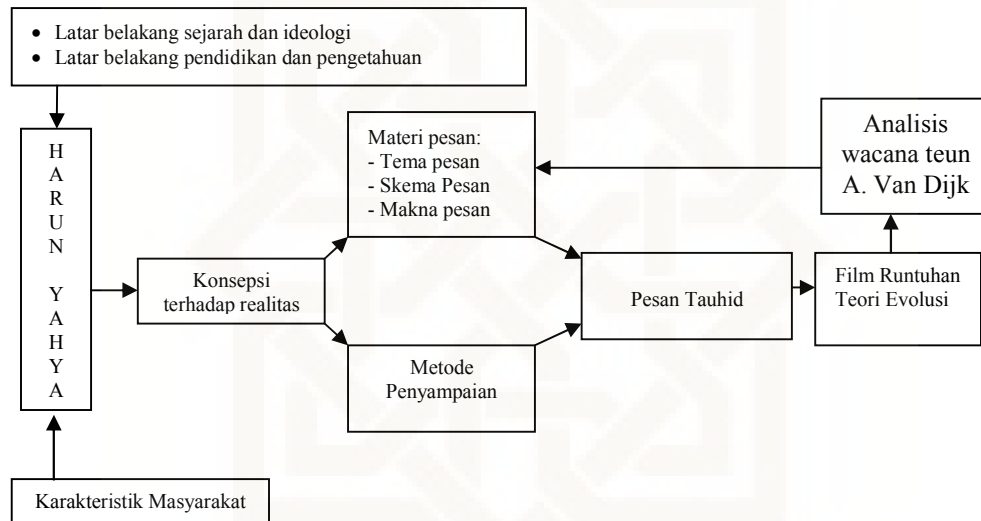 • Latar belakang sejarah dan ideologi
• Latar belakang pendidikan dan pengetahuan
H
A
R
U
N
Y
A
H
Y
A
Karakteristik Masyarakat
Konsepsi
terhadap realitas
Materi pesan:
- Tema pesan
- Skema Pesan
- Makna pesan
Metode
Penyampaian
Pesan Tauhid
Film Runtuhan
Teori Evolusi
Analisis
wacana teun
A. Van Dijk